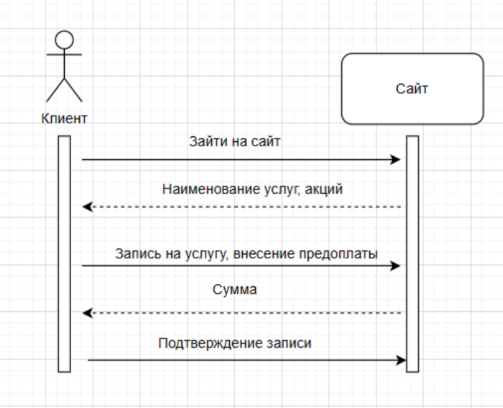 Клиент
Сайт
Зайти на сайт
Наименование услуг, акций
Запись на услугу, внесение предоплаты
Сумма
Подтверждение записи